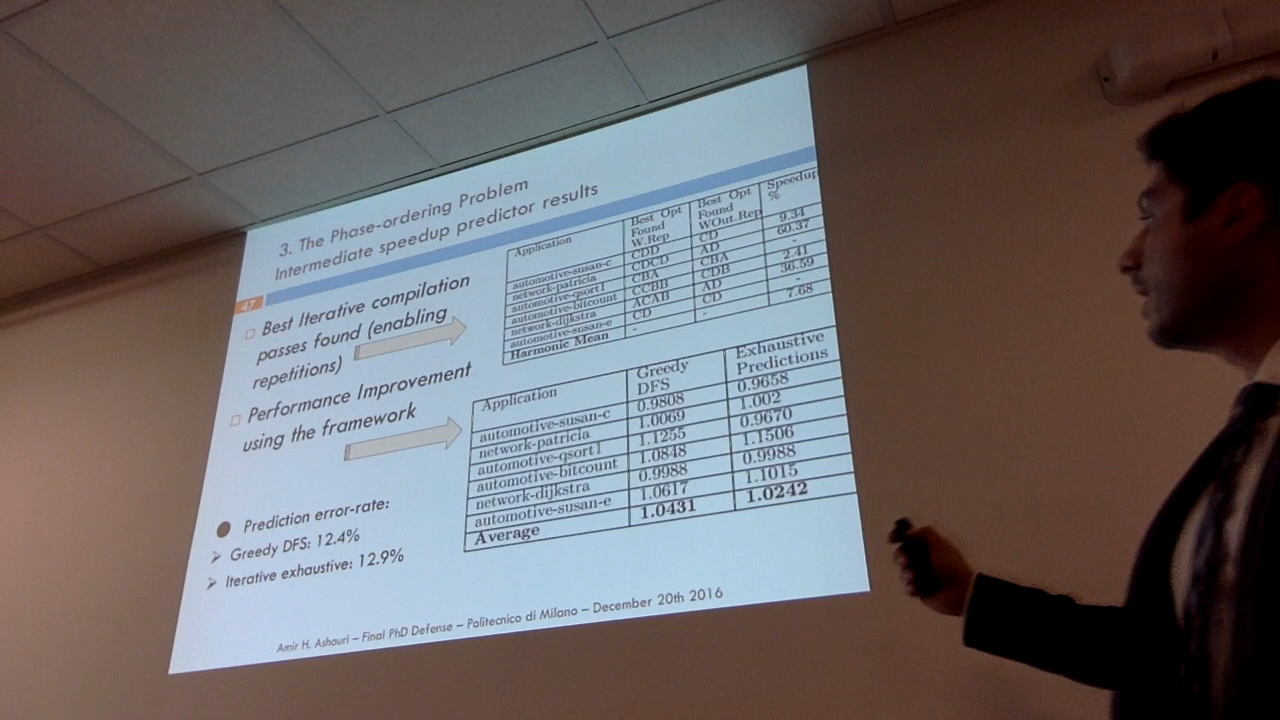 3. The Phase-ordering Problem
Intermediate speedup predictor results
47
Best Iterative compilation
passes found (enabling
repetitions)
Performance Improvement
using the framework
Prediction error-rate:
Greedy DFS: 12.4%
Iterative exhaustive: 12.9%
Application Best Opt Found W.Rep Best Opt Found WOut.Rep Speedup %
automotive-susan-c CDD CD 9.34
network-patricia CDCD AD 60.37
automotive-qsort1 CBA CBA -
automotive-bitcount CCBB CDB 2.41
network-dijkstra ACAB AD 36.59
automotive-susan-e CD CD -
Harmonic Mean - - 7.68
Application Greedy DFS Exhaustive Predictions
automotive-susan-c 0.9808 0.9658
network-patricia 1.0069 1.002
automotive-qsort1 1.1255 0.9670
automotive-bitcount 1.0848 1.1506
network-dijkstra 0.9988 0.9988
automotive-susan-e 1.0617 1.1015
Average 1.0431 1.0242
Amir H. Ashouri – Final PhD Defense – Politecnico di Milano – December 20th 2016